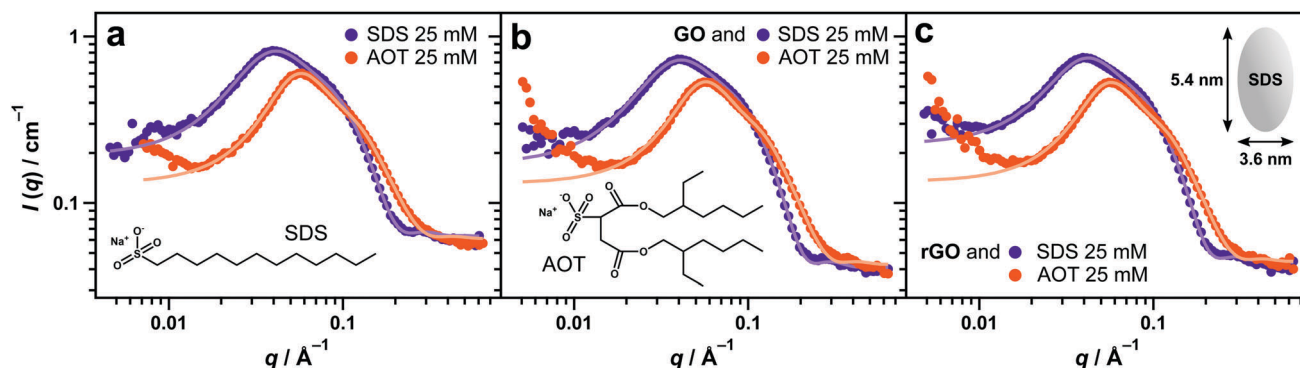 a
SDS 25 mM
AOT 25 mM
b
GO and SDS 25 mM
AOT 25 mM
c
5.4 nm
SDS
3.6 nm
I (q) / cm⁻¹
1
0.1
Na⁺
O⁻
O
S
O
O
SDS
Na⁺
O⁻
O
S
O
O
O
O
O
O
AOT
rGO and SDS 25 mM
AOT 25 mM
0.01 0.1
0.01 0.1
0.01 0.1
q / Å⁻¹
q / Å⁻¹
q / Å⁻¹